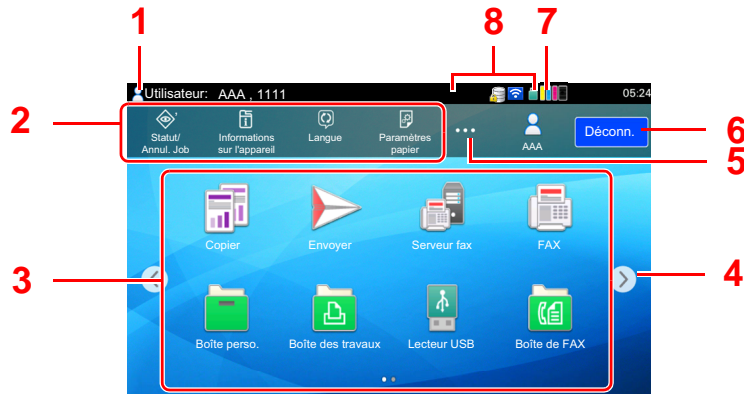 1
8
7
Utilisateur: AAA , 1111
05:24
2
Statut/
Annul. Job
Informations
sur l'appareil
Langue
Paramètres
papier
AAA
Déconn.
6
5
3
Copier
Envoyer
Serveur fax
FAX
4
Boîte perso.
Boîte des travaux
Lecteur USB
Boîte de FAX